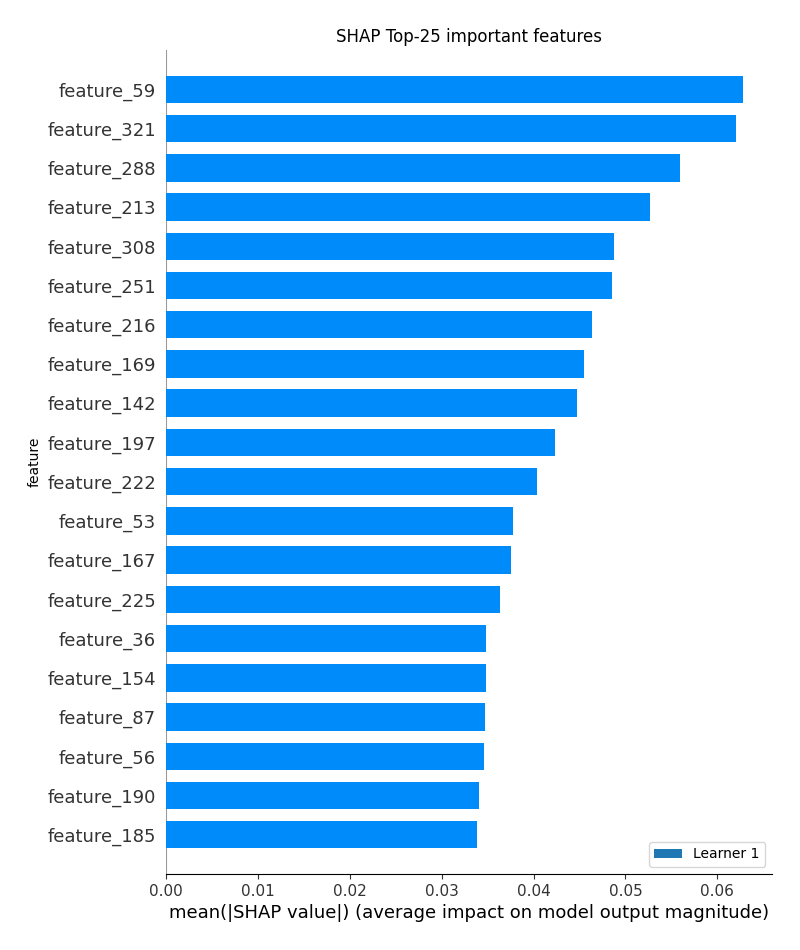 SHAP Top-25 important features
feature_59
feature_321
feature_288
feature_213
feature_308
feature_251
feature_216
feature_169
feature_142
feature_197
feature_222
feature_53
feature_167
feature_225
feature_36
feature_154
feature_87
feature_56
feature_190
feature_185
feature
Learner 1
0.00 0.01 0.02 0.03 0.04 0.05 0.06
mean(|SHAP value|) (average impact on model output magnitude)